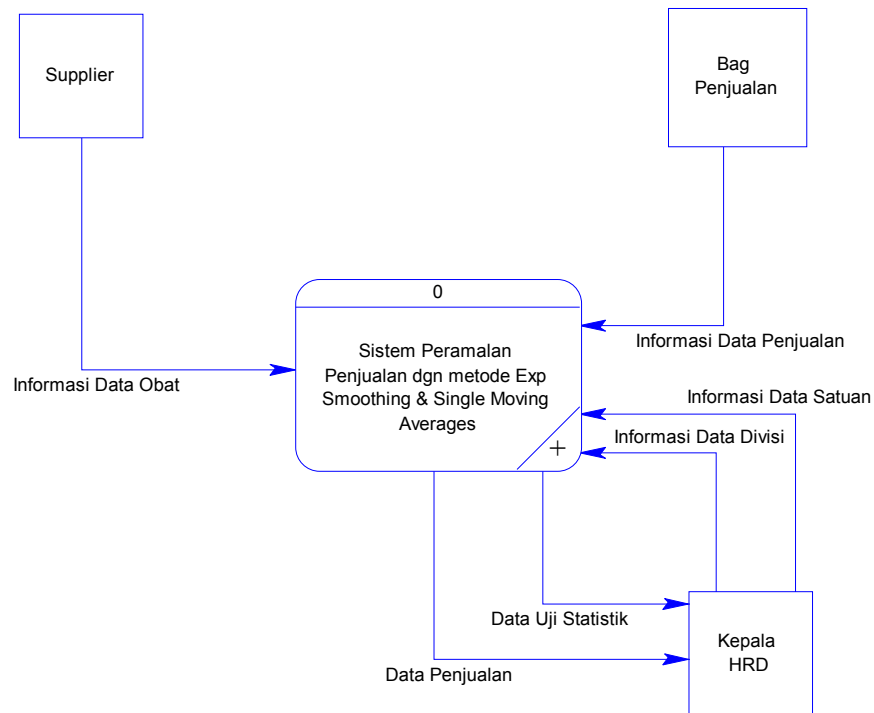 Supplier
Bag
Penjualan
0
Sistem Peramalan
Penjualan dgn metode Exp
Smoothing & Single Moving
Averages
+
Informasi Data Penjualan
Informasi Data Obat
Informasi Data Satuan
Informasi Data Divisi
Data Uji Statistik
Kepala
HRD
Data Penjualan